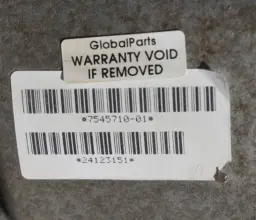 GlobalParts
WARRANTY VOID
IF REMOVED
*7545710-01*
*24123151*